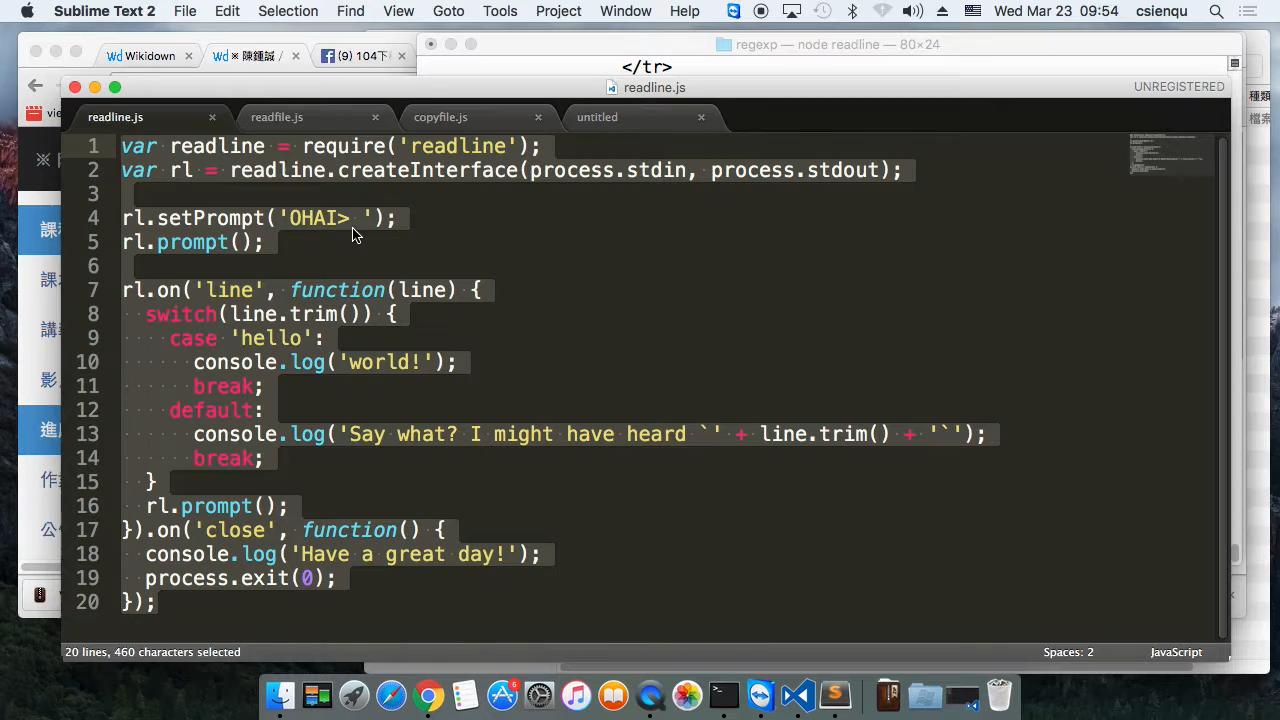 Sublime Text 2 File Edit Selection Find View Goto Tools Project Window Help Wed Mar 23 09:54 csienqu
Wikidown × ※ 陳鍾誠 / × (9) 104下 ×
regexp — node readline — 80×24
</tr>
readline.js
UNREGISTERED
readline.js × readfile.js × copyfile.js × untitled ×
種類
檔案
1 var readline = require('readline');
2 var rl = readline.createInterface(process.stdin, process.stdout);
3
4 rl.setPrompt('OHAI> ');
5 rl.prompt();
6
7 rl.on('line', function(line) {
8 switch(line.trim()) {
9 case 'hello':
10 console.log('world!');
11 break;
12 default:
13 console.log('Say what? I might have heard `' + line.trim() + '`');
14 break;
15 }
16 rl.prompt();
17 }).on('close', function() {
18 console.log('Have a great day!');
19 process.exit(0);
20 });
20 lines, 460 characters selected
Spaces: 2
JavaScript
6